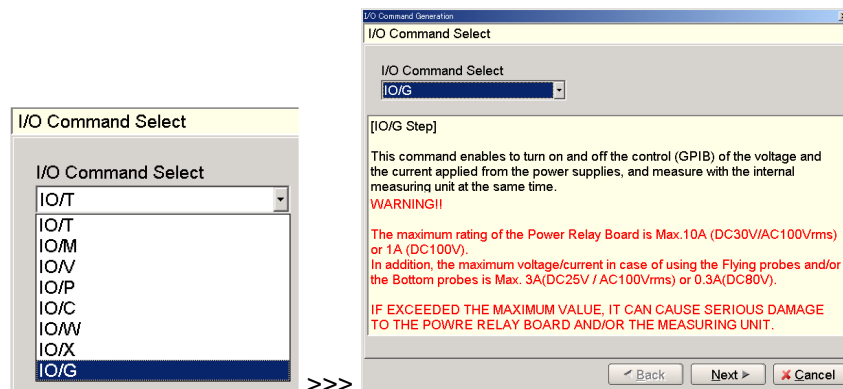 I/O Command Select
I/O Command Select
IO/T
IO/T
IO/M
IO/V
IO/P
IO/C
IO/W
IO/X
IO/G
>>>
I/O Command Generation
I/O Command Select
I/O Command Select
IO/G
[IO/G Step]
This command enables to turn on and off the control (GPIB) of the voltage and
the current applied from the power supplies, and measure with the internal
measuring unit at the same time.
WARNING!!
The maximum rating of the Power Relay Board is Max.10A (DC30V/AC100Vrms)
or 1A (DC100V).
In addition, the maximum voltage/current in case of using the Flying probes and/or
the Bottom probes is Max. 3A(DC25V / AC100Vrms) or 0.3A(DC80V).
IF EXCEEDED THE MAXIMUM VALUE, IT CAN CAUSE SERIOUS DAMAGE
TO THE POWRE RELAY BOARD AND/OR THE MEASURING UNIT.
Back Next Cancel